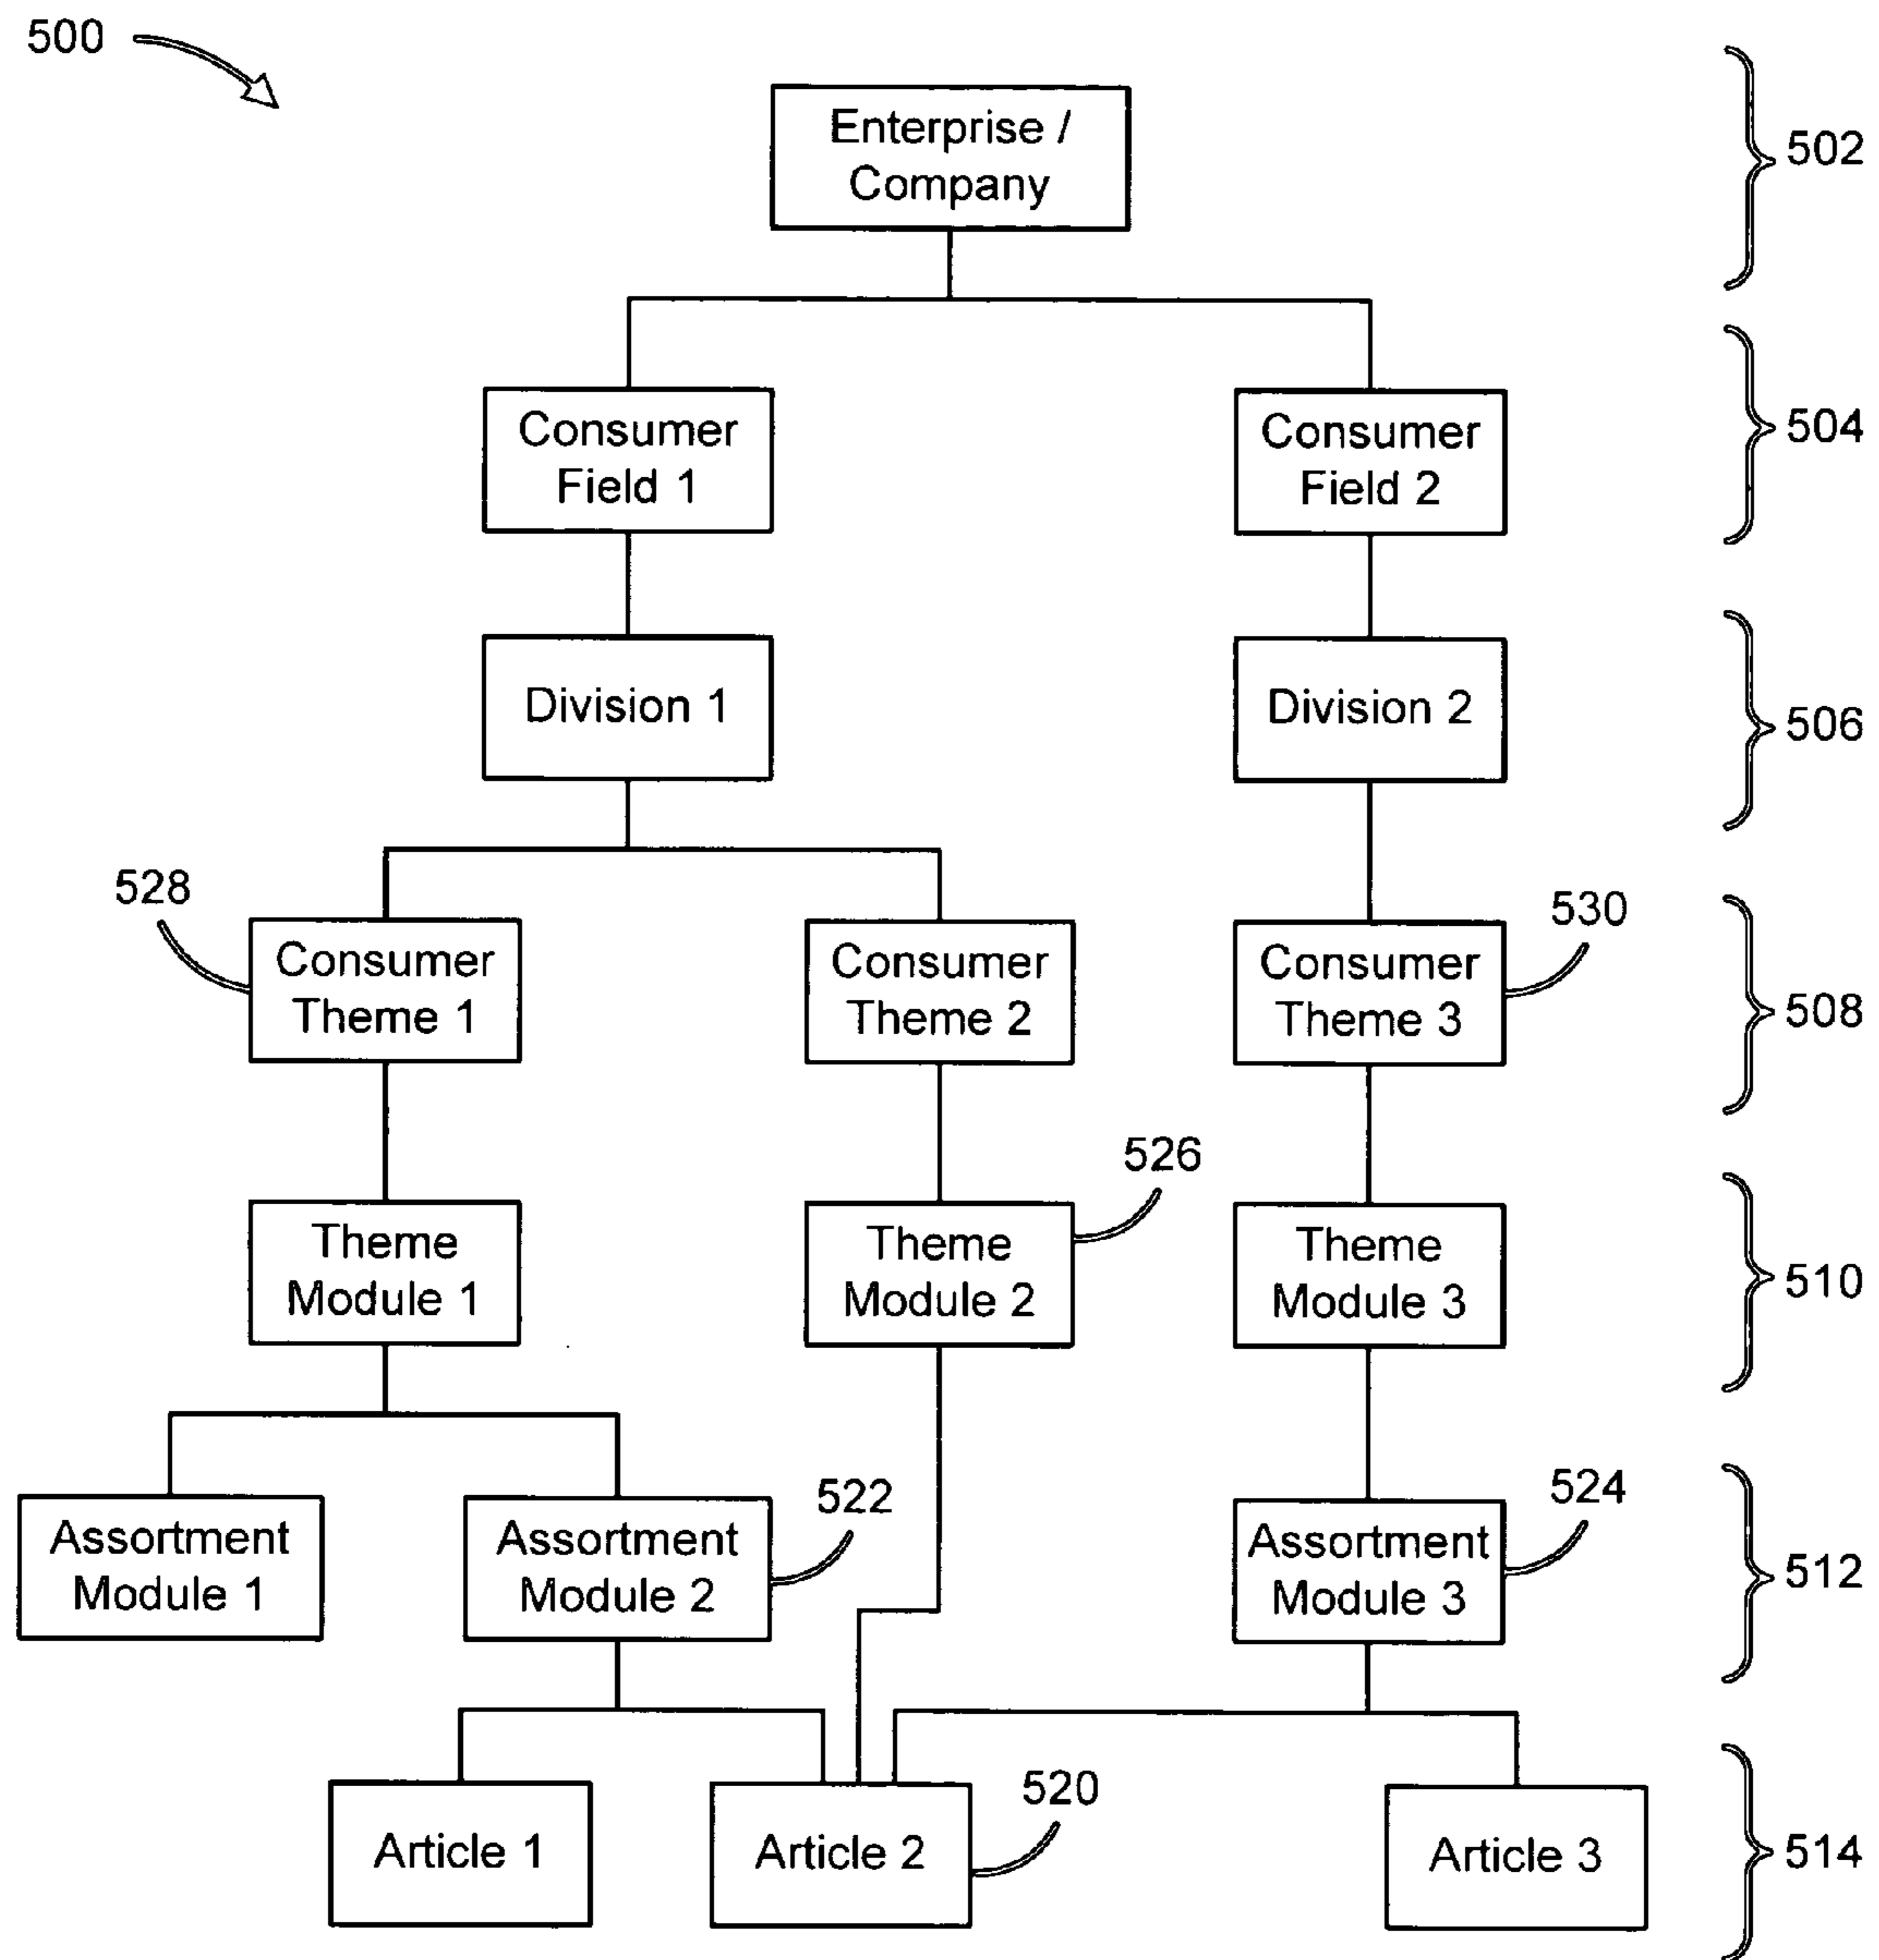 500
Enterprise /
Company
502
Consumer
Field 1
Consumer
Field 2
504
Division 1
Division 2
506
528
Consumer
Theme 1
Consumer
Theme 2
Consumer
Theme 3
530
508
526
Theme
Module 1
Theme
Module 2
Theme
Module 3
510
Assortment
Module 1
Assortment
Module 2
522
Assortment
Module 3
524
512
Article 1
Article 2
520
Article 3
514